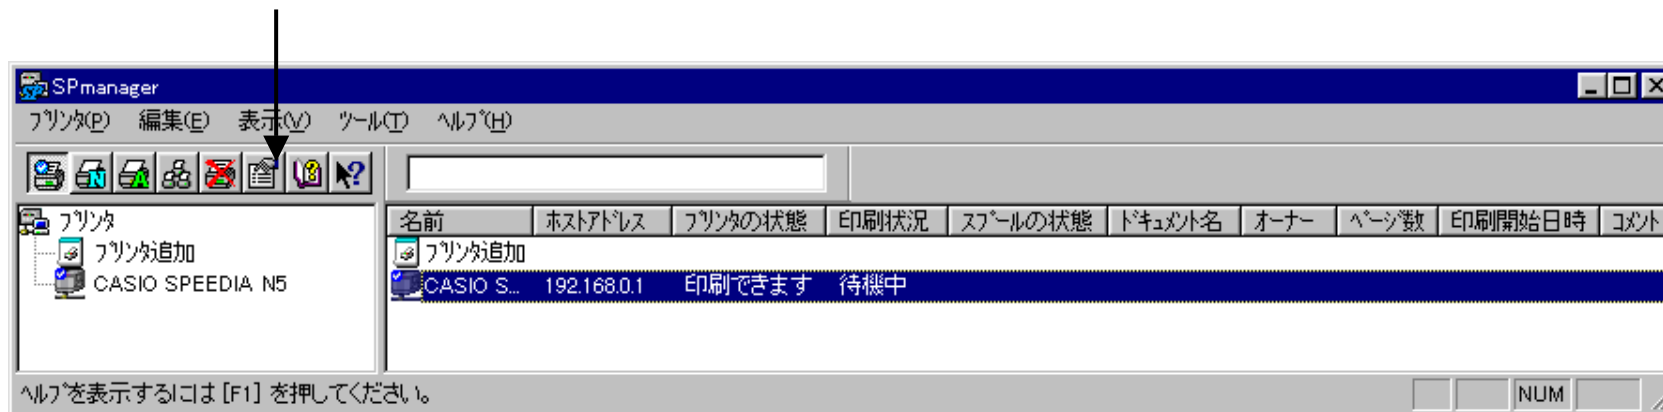 SPmanager
ﾌﾟﾘﾝﾀ(P) 編集(E) 表示(V) ﾂｰﾙ(T) ﾍﾙﾌﾟ(H)
ﾌﾟﾘﾝﾀ
ﾌﾟﾘﾝﾀ追加
CASIO SPEEDIA N5
名前 ﾎｽﾄｱﾄﾞﾚｽ ﾌﾟﾘﾝﾀの状態 印刷状況 ｽﾌﾟｰﾙの状態 ﾄﾞｷｭﾒﾝﾄ名 ｵｰﾅｰ ﾍﾟｰｼﾞ数 印刷開始日時 ｺﾒﾝﾄ
ﾌﾟﾘﾝﾀ追加
CASIO S... 192.168.0.1 印刷できます 待機中
ﾍﾙﾌﾟを表示するには [F1] を押してください。
NUM